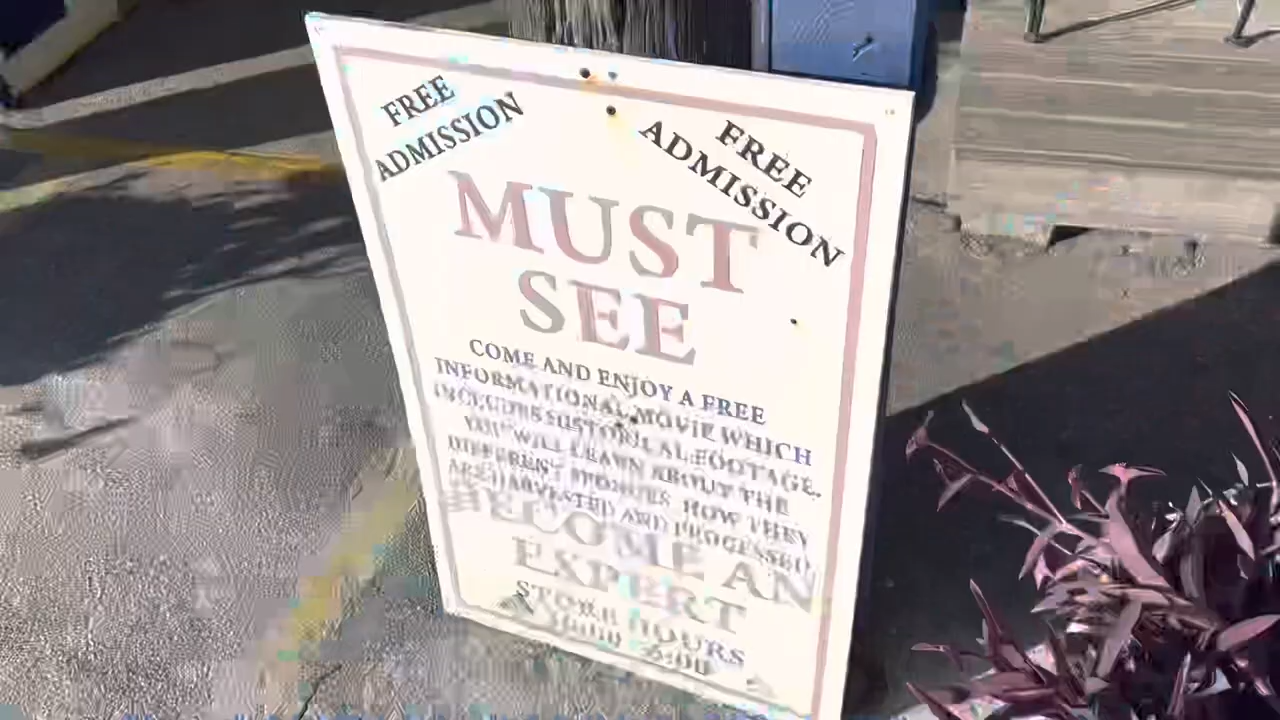 FREE
ADMISSION
FREE
ADMISSION
MUST
SEE
COME AND ENJOY A FREE
INFORMATIONAL MOVIE WHICH
INCLUDES HISTORICAL FOOTAGE.
YOU WILL LEARN ABOUT THE
DIFFERENT SPONGES HOW THEY
ARE HARVESTED AND PROCESSED
BECOME AN
EXPERT
STORE HOURS